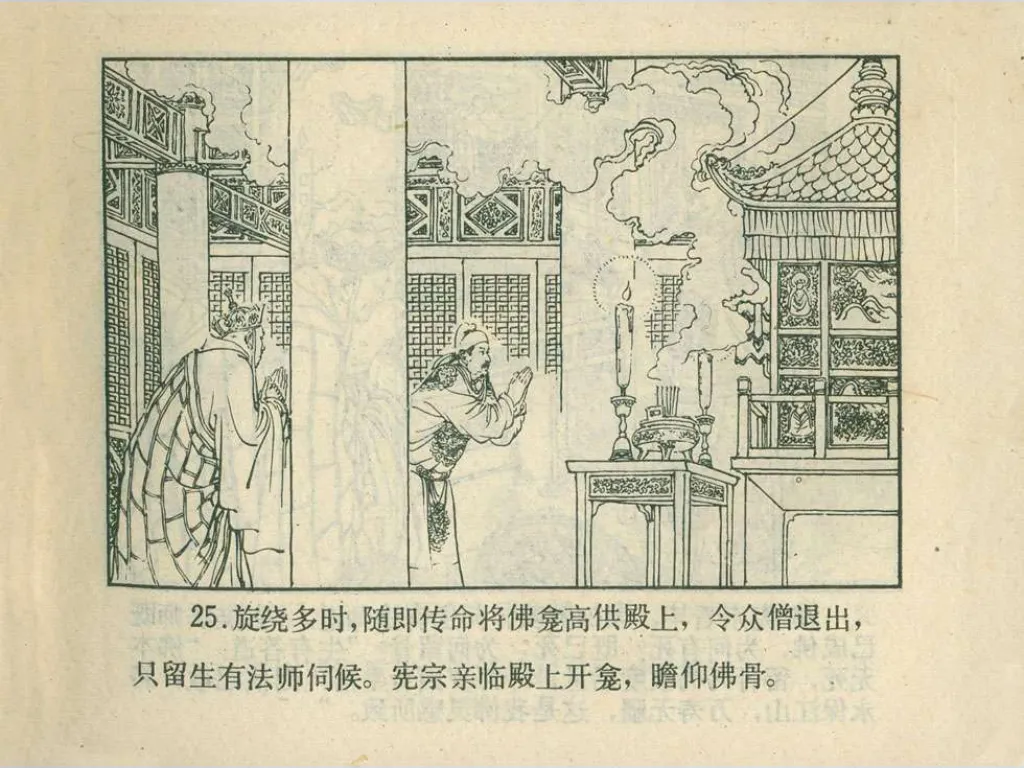 25.旋绕多时,随即传命将佛龛高供殿上，令众僧退出，
只留生有法师伺候。宪宗亲临殿上开龛，瞻仰佛骨。